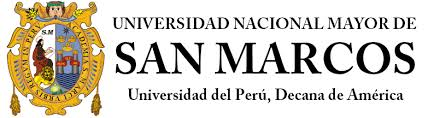 S M
UNIVERSIDAD NACIONAL MAYOR DE
SAN MARCOS
Universidad del Perú, Decana de América